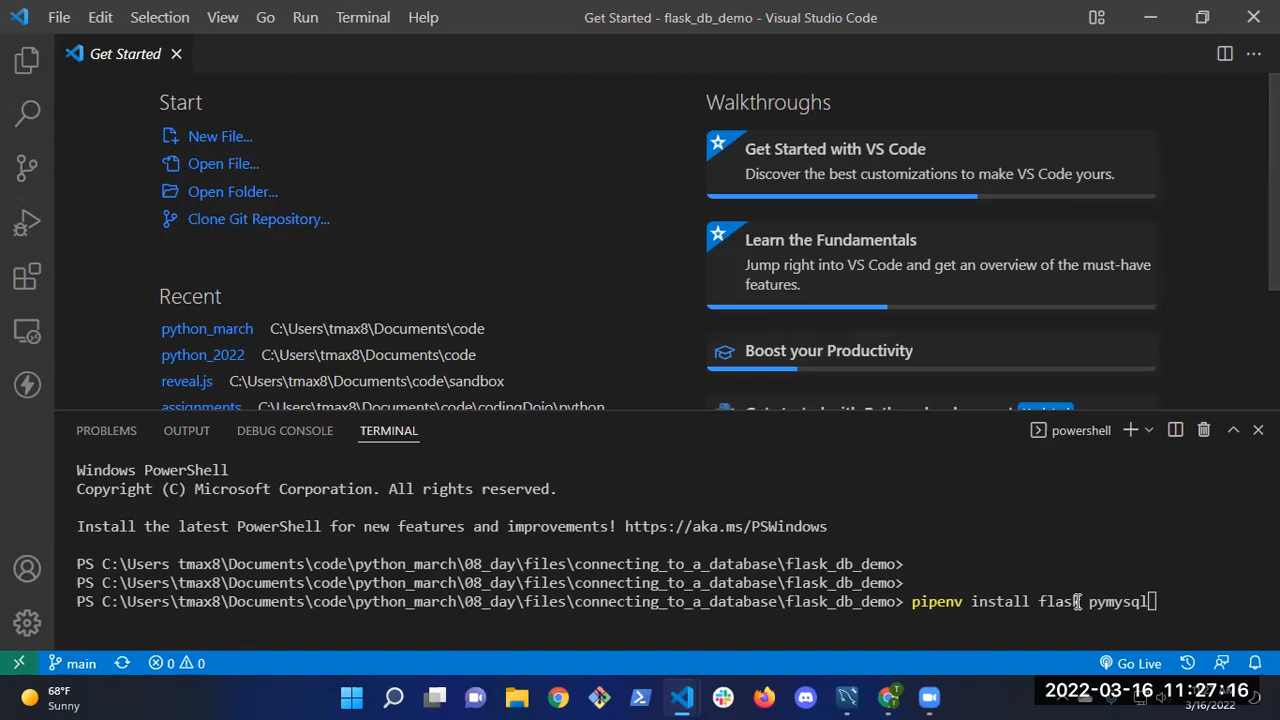 File Edit Selection View Go Run Terminal Help
Get Started - flask_db_demo - Visual Studio Code
Get Started
Start
New File...
Open File...
Open Folder...
Clone Git Repository...
Recent
python_march C:\Users\tmax8\Documents\code
python_2022 C:\Users\tmax8\Documents\code
reveal.js C:\Users\tmax8\Documents\code\sandbox
assignments C:\Users\tmax8\Documents\code\codingDojo\python
Walkthroughs
Get Started with VS Code
Discover the best customizations to make VS Code yours.
Learn the Fundamentals
Jump right into VS Code and get an overview of the must-have
features.
Boost your Productivity
PROBLEMS OUTPUT DEBUG CONSOLE TERMINAL
powershell
Windows PowerShell
Copyright (C) Microsoft Corporation. All rights reserved.
Install the latest PowerShell for new features and improvements! https://aka.ms/PSWindows
PS C:\Users tmax8\Documents\code\python_march\08_day\files\connecting_to_a_database\flask_db_demo>
PS C:\Users\tmax8\Documents\code\python_march\08_day\files\connecting_to_a_database\flask_db_demo>
PS C:\Users\tmax8\Documents\code\python_march\08_day\files\connecting_to_a_database\flask_db_demo> pipenv install flask pymysql
main 0 0
Go Live
68°F
Sunny
2022-03-16 11:27:16
3/16/2022